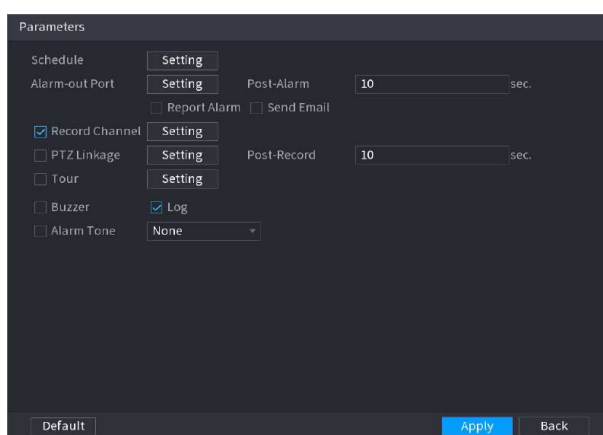 Parameters
Schedule Setting
Alarm-out Port Setting Post-Alarm 10 sec.
Report Alarm Send Email
Record Channel Setting
PTZ Linkage Setting Post-Record 10 sec.
Tour Setting
Buzzer Log
Alarm Tone None
Default Apply Back